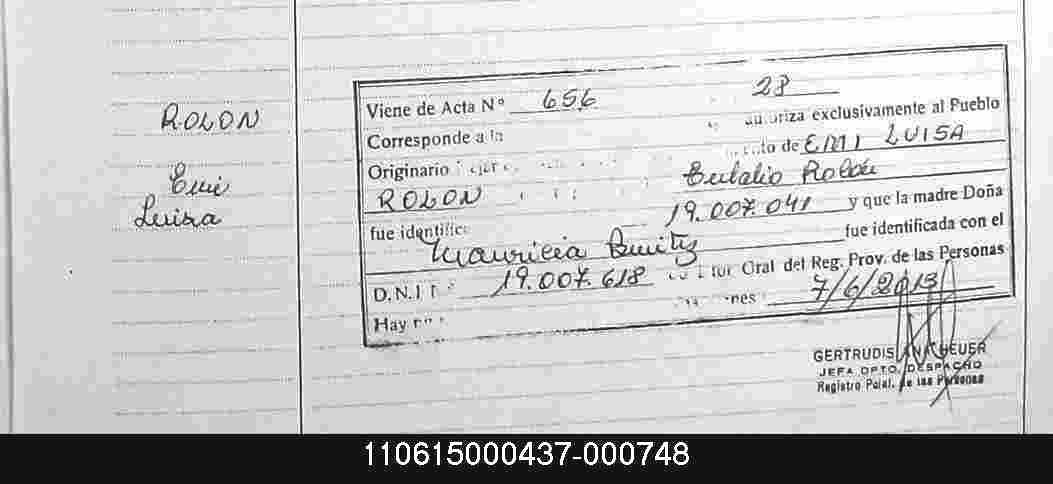 ROLON
Emi
Luisa
Viene de Acta Nº 656 28
Corresponde a la autoriza exclusivamente al Pueblo
Originario de EMI LUISA
ROLON Eulalio Rolón
fue identific 19.007.041 y que la madre Doña
Mauricia Benitez fue identificada con el
D.N.I 19.007.618 Oral del Reg. Prov. de las Personas
Hay 7/6/2013
GERTRUDIS
JEFA DPTO. DESPACHO
Registro Pcial. de las Personas
110615000437-000748